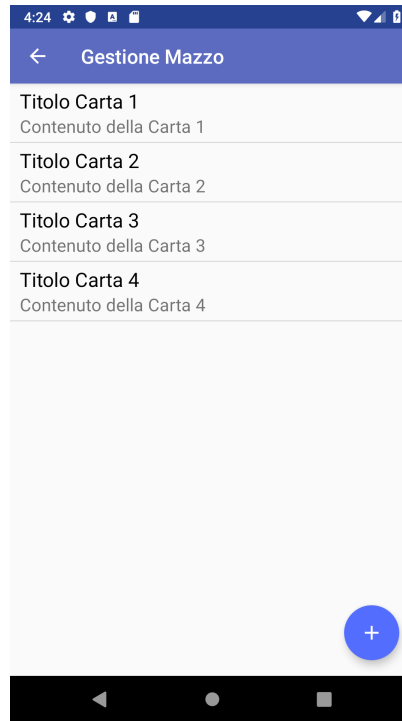 4:24
Gestione Mazzo
Titolo Carta 1
Contenuto della Carta 1
Titolo Carta 2
Contenuto della Carta 2
Titolo Carta 3
Contenuto della Carta 3
Titolo Carta 4
Contenuto della Carta 4